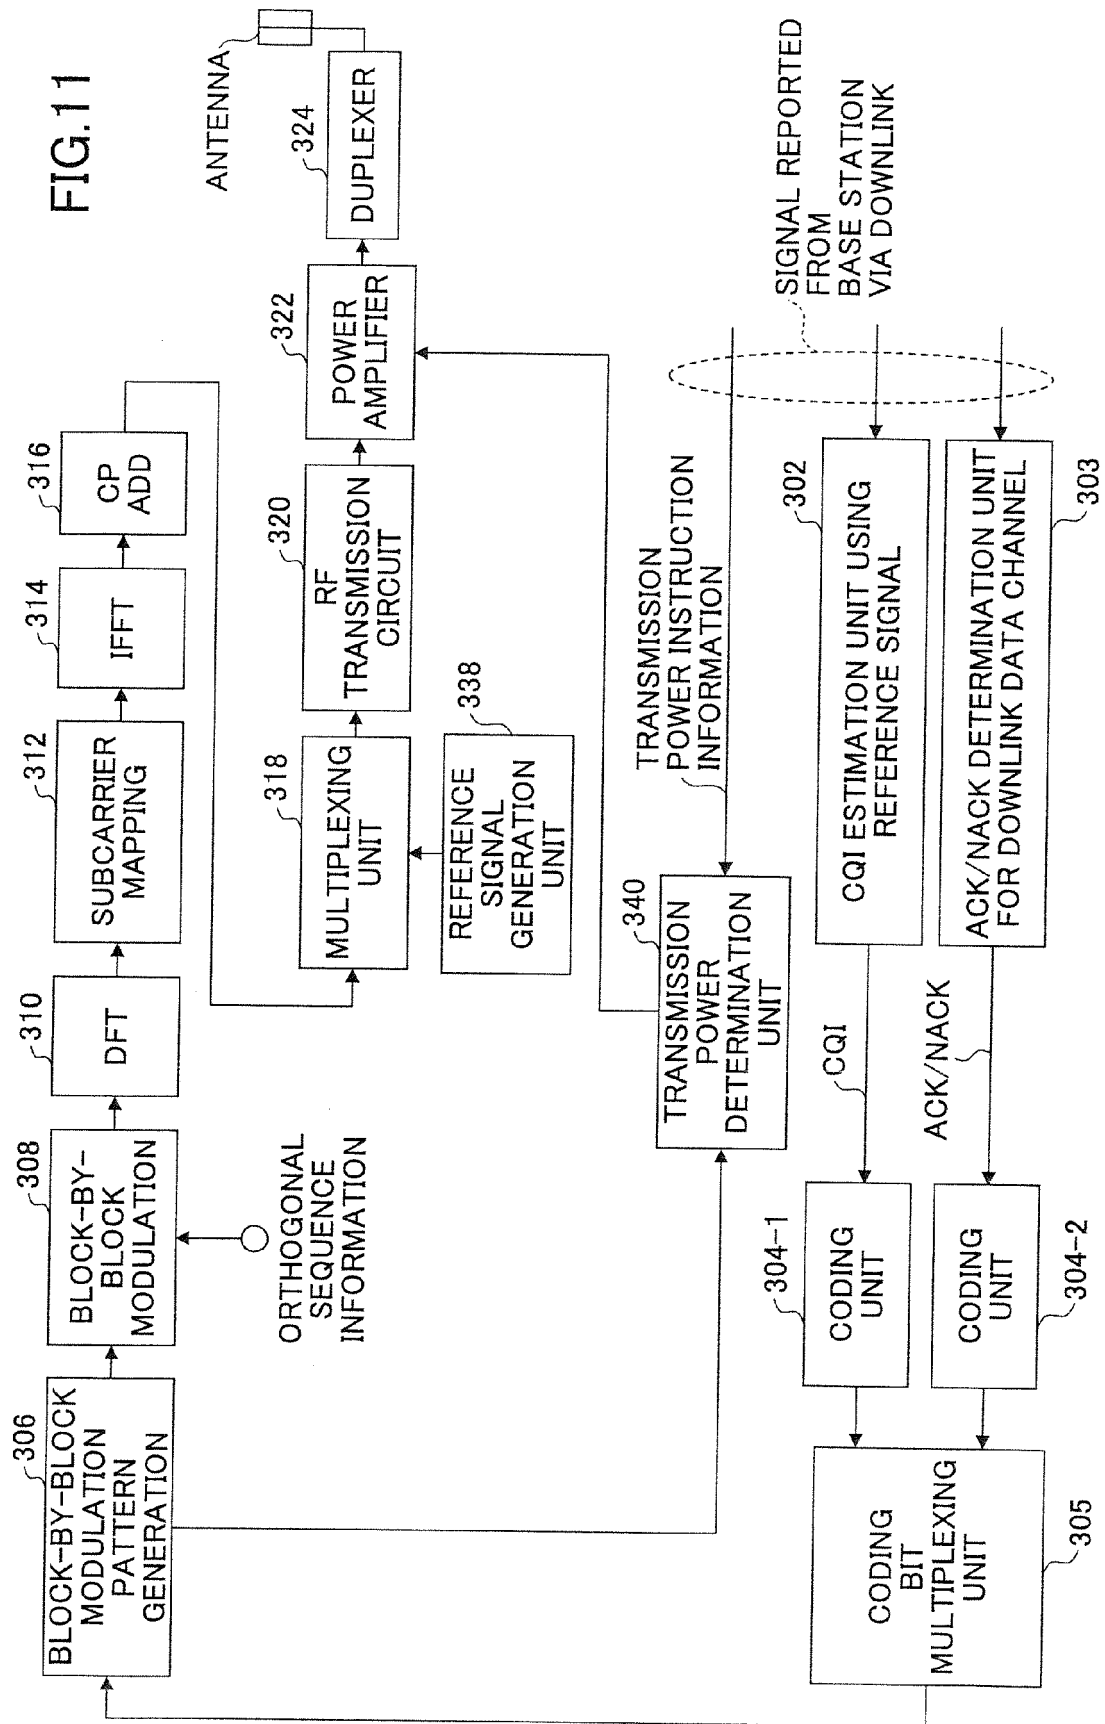 FIG.11
306
BLOCK-BY-BLOCK
MODULATION
PATTERN
GENERATION
308
BLOCK-BY-
BLOCK
MODULATION
310
DFT
312
SUBCARRIER
MAPPING
314
IFFT
316
CP
ADD
ORTHOGONAL
SEQUENCE
INFORMATION
318
MULTIPLEXING
UNIT
320
RF
TRANSMISSION
CIRCUIT
322
POWER
AMPLIFIER
324
DUPLEXER
ANTENNA
338
REFERENCE
SIGNAL
GENERATION
UNIT
340
TRANSMISSION
POWER
DETERMINATION
UNIT
TRANSMISSION
POWER INSTRUCTION
INFORMATION
SIGNAL REPORTED
FROM
BASE STATION
VIA DOWNLINK
CODING
BIT
MULTIPLEXING
UNIT
305
304-1
CODING
UNIT
CQI
302
CQI ESTIMATION UNIT USING
REFERENCE SIGNAL
CODING
UNIT
304-2
ACK/NACK
ACK/NACK DETERMINATION UNIT
FOR DOWNLINK DATA CHANNEL
303